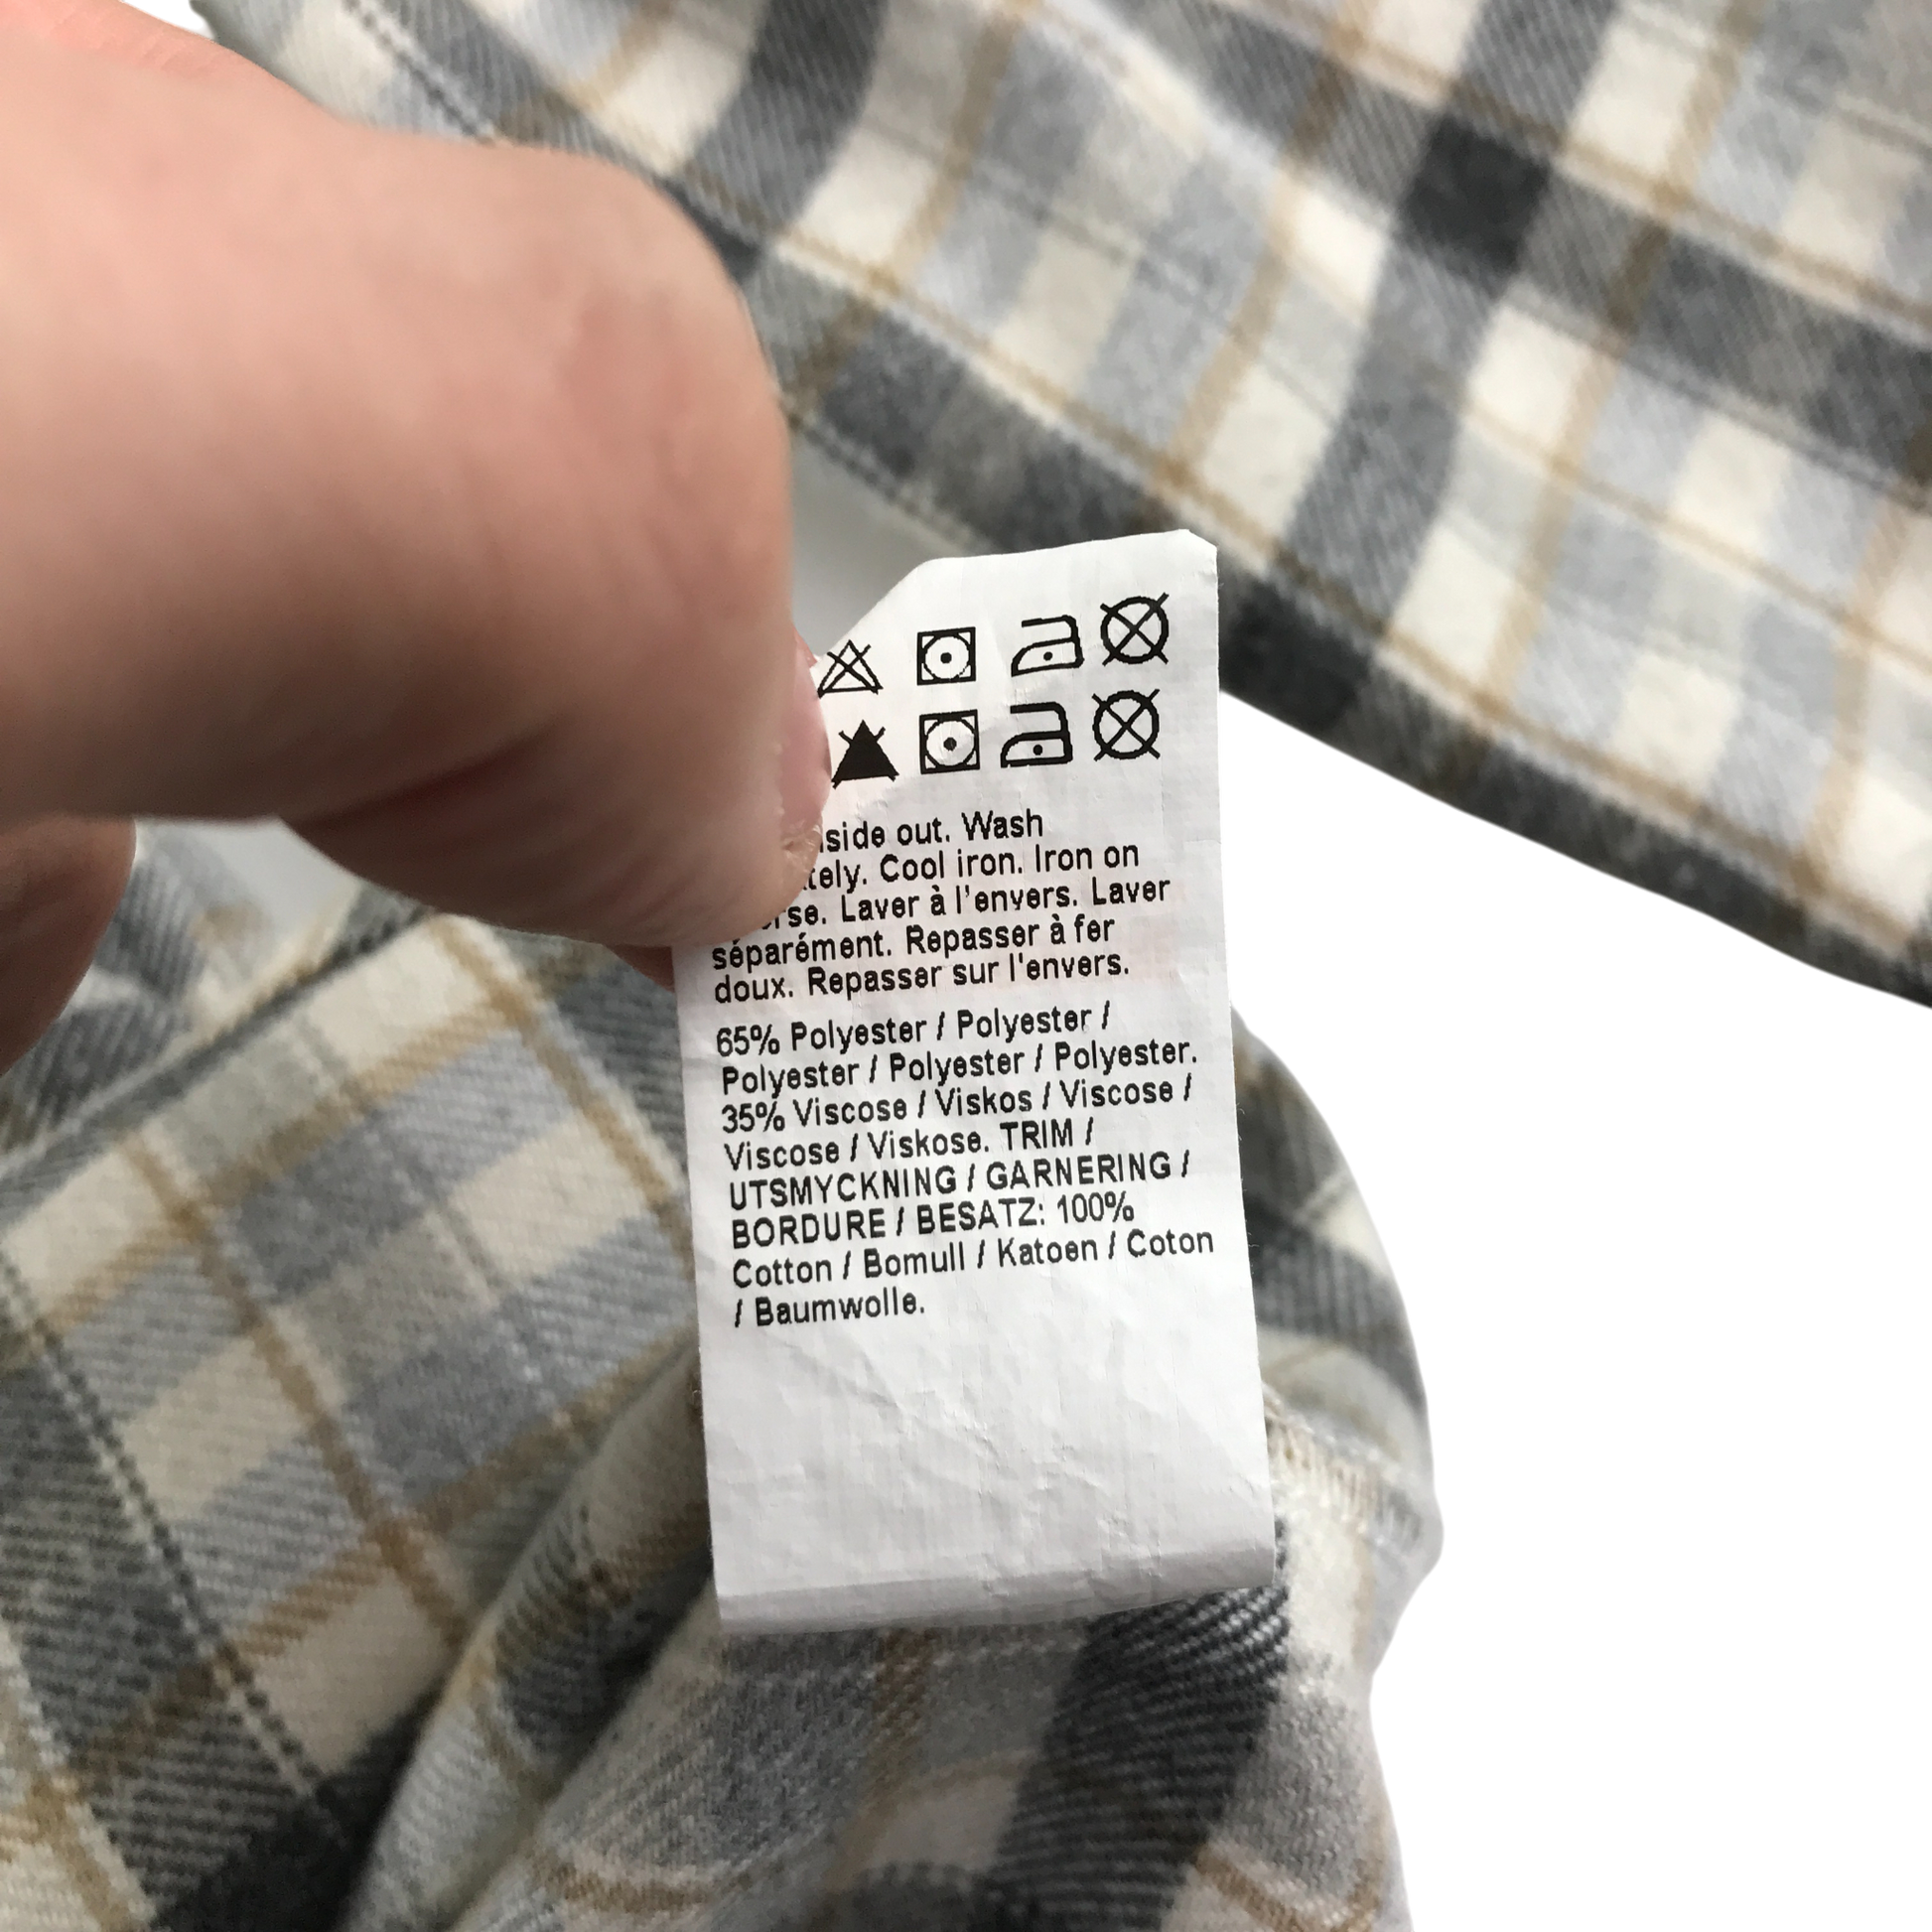 side out. Wash
tely. Cool iron. Iron on
rse. Laver à l'envers. Laver
séparément. Repasser à fer
doux. Repasser sur l'envers.
65% Polyester / Polyester /
Polyester / Polyester / Polyester.
35% Viscose / Viskos / Viscose /
Viscose / Viskose. TRIM /
UTSMYCKNING / GARNERING /
BORDURE / BESATZ: 100%
Cotton / Bomull / Katoen / Coton
/ Baumwolle.